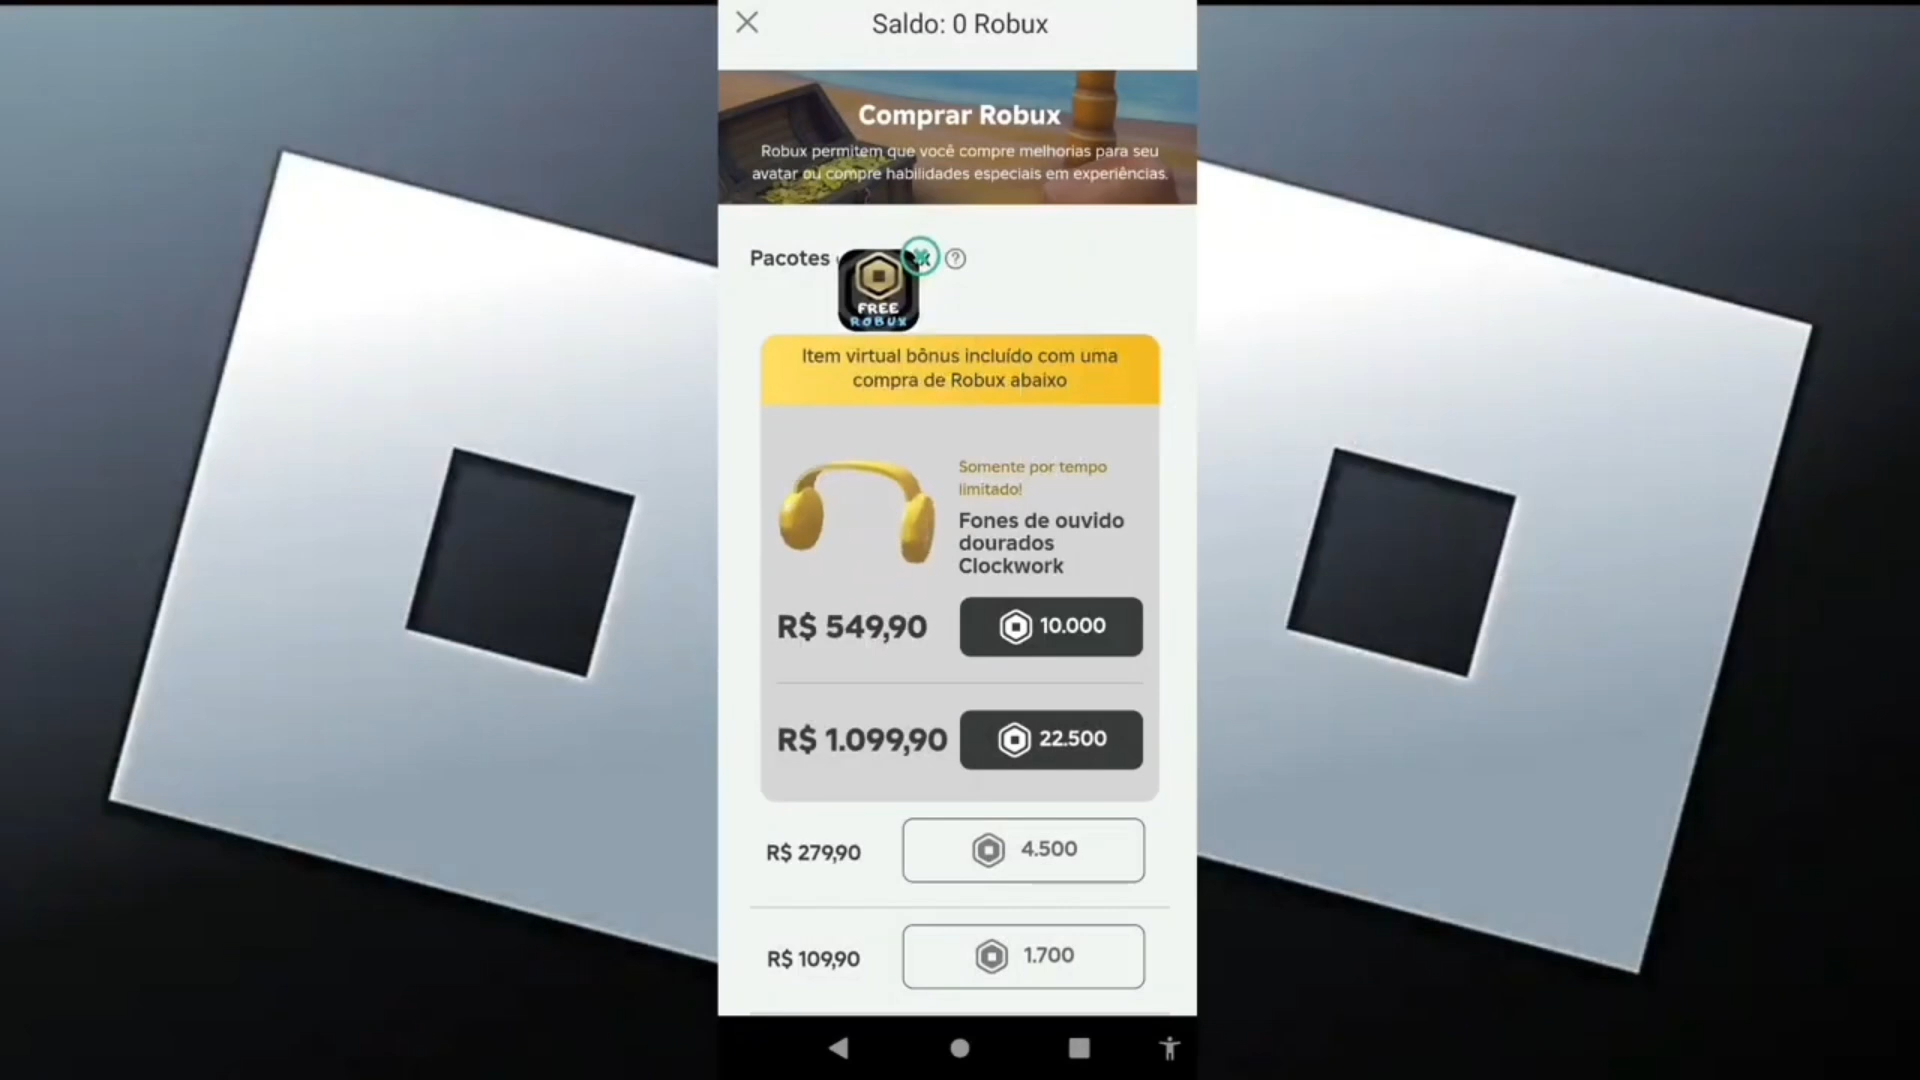 Saldo: 0 Robux
Comprar Robux
Robux permitem que você compre melhorias para seu
avatar ou compre habilidades especiais em experiências.
Pacotes
FREE
ROBUX
Item virtual bônus incluído com uma
compra de Robux abaixo
Somente por tempo
limitado!
Fones de ouvido
dourados
Clockwork
R$ 549,90 10.000
R$ 1.099,90 22.500
R$ 279,90 4.500
R$ 109,90 1.700